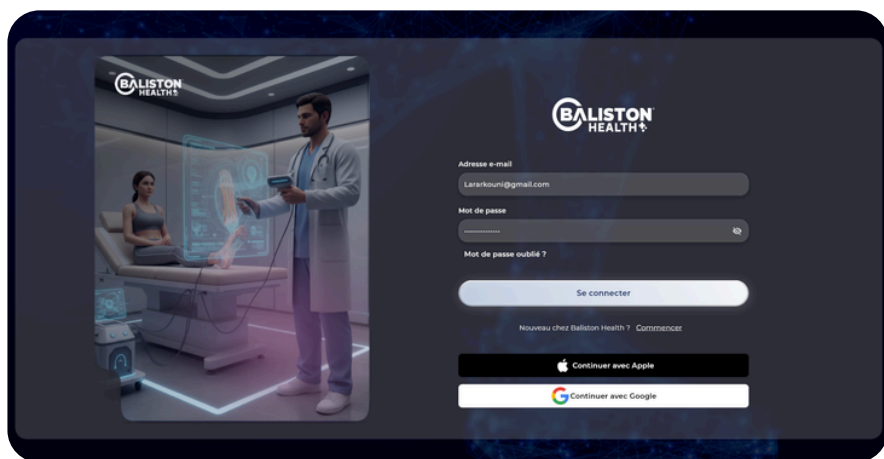 BALISTON
HEALTH
BALISTON
HEALTH
Adresse e-mail
Lararkouni@gmail.com
Mot de passe
Mot de passe oublié ?
Se connecter
Nouveau chez Baliston Health ? Commencer
Continuer avec Apple
Continuer avec Google